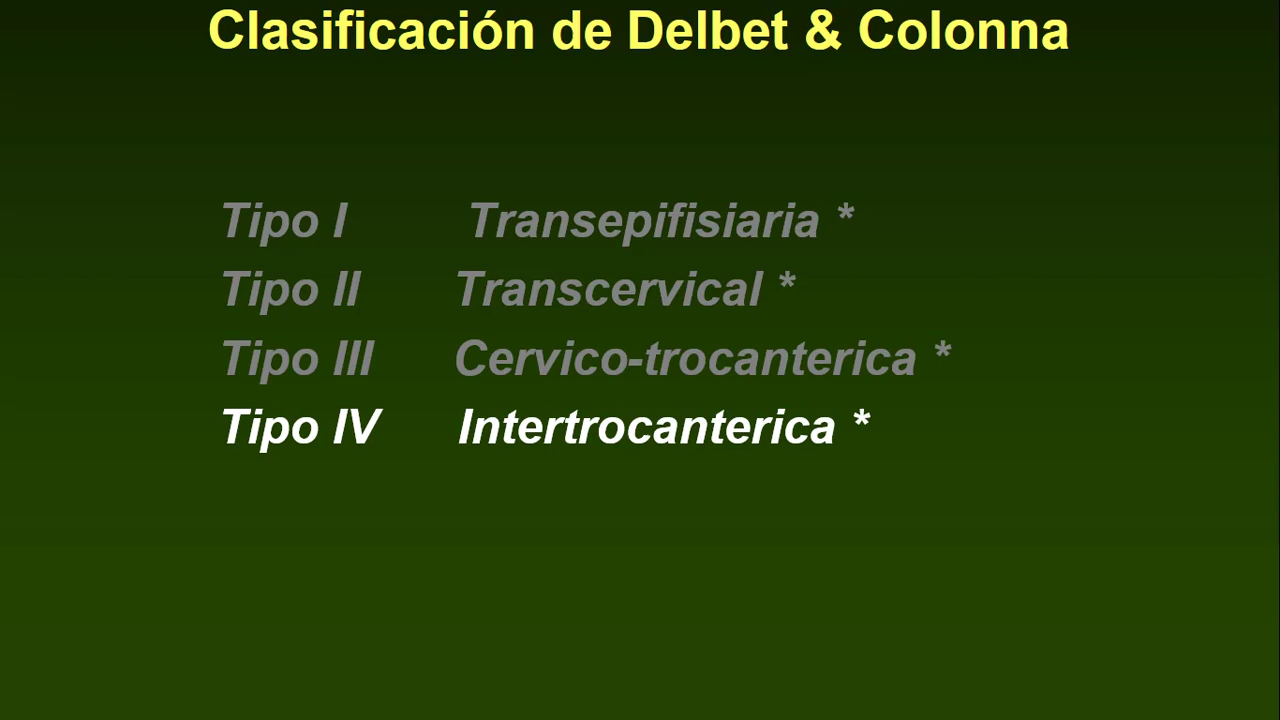 Clasificación de Delbet & Colonna
Tipo I Transepifisiaria *
Tipo II Transcervical *
Tipo III Cervico-trocanterica *
Tipo IV Intertrocanterica *